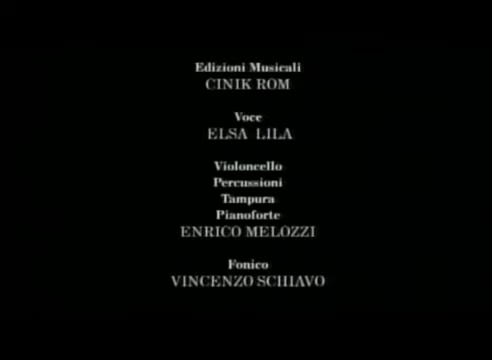 Edizioni Musicali
CINIK ROM
Voce
ELSA LILA
Violoncello
Percussioni
Tampura
Pianoforte
ENRICO MELOZZI
Fonico
VINCENZO SCHIAVO